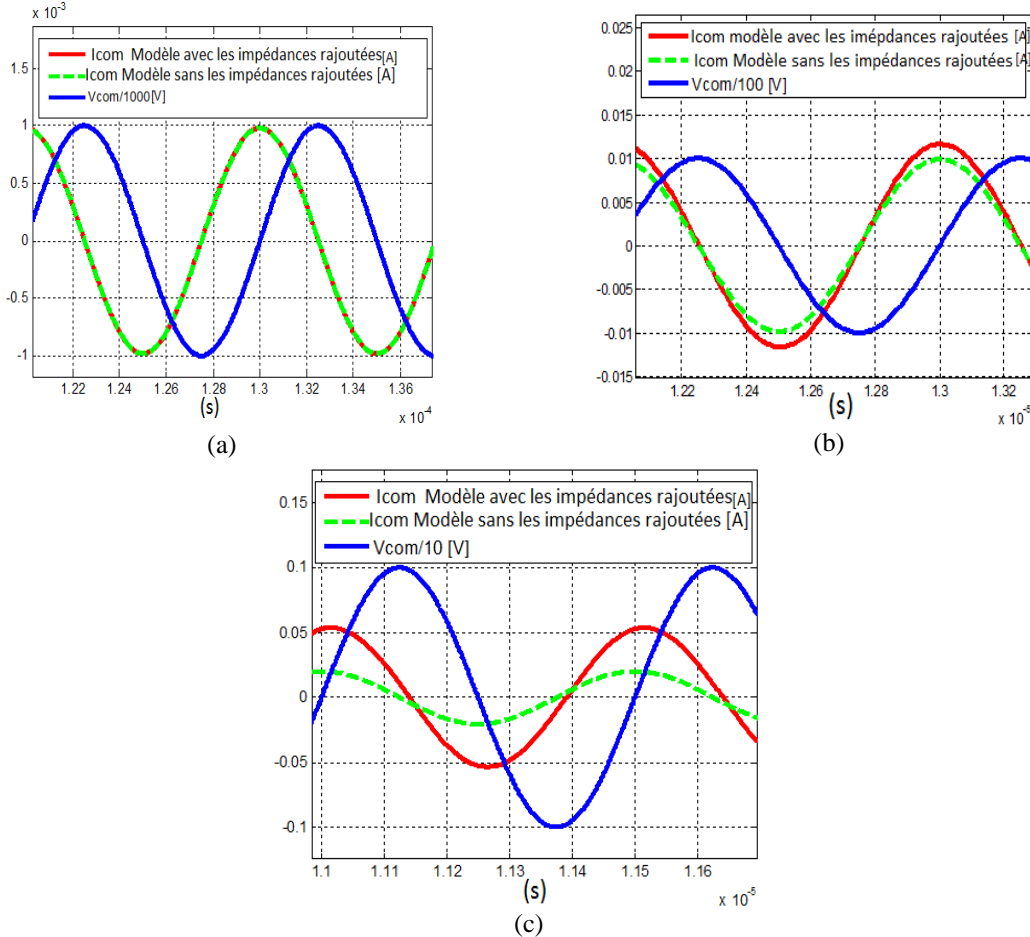 x 10^-3
Icom Modèle avec les impédances rajoutées[A]
Icom Modèle sans les impédances rajoutées [A]
Vcom/1000[V]
1.5
1
0.5
0
-0.5
-1
1.22 1.24 1.26 1.28 1.3 1.32 1.34 1.36
(s)
x 10^-4
(a)
Icom modèle avec les imépdances rajoutées [A]
Icom Modèle sans les impédances rajoutées [A]
Vcom/100 [V]
0.025
0.02
0.015
0.01
0.005
0
-0.005
-0.01
-0.015
1.22 1.24 1.26 1.28 1.3 1.32
(s)
x 10^-5
(b)
Icom Modèle avec les impédances rajoutées[A]
Icom Modèle sans les impédances rajoutées [A]
Vcom/10 [V]
0.15
0.1
0.05
0
-0.05
-0.1
1.1 1.11 1.12 1.13 1.14 1.15 1.16
(s)
x 10^-5
(c)